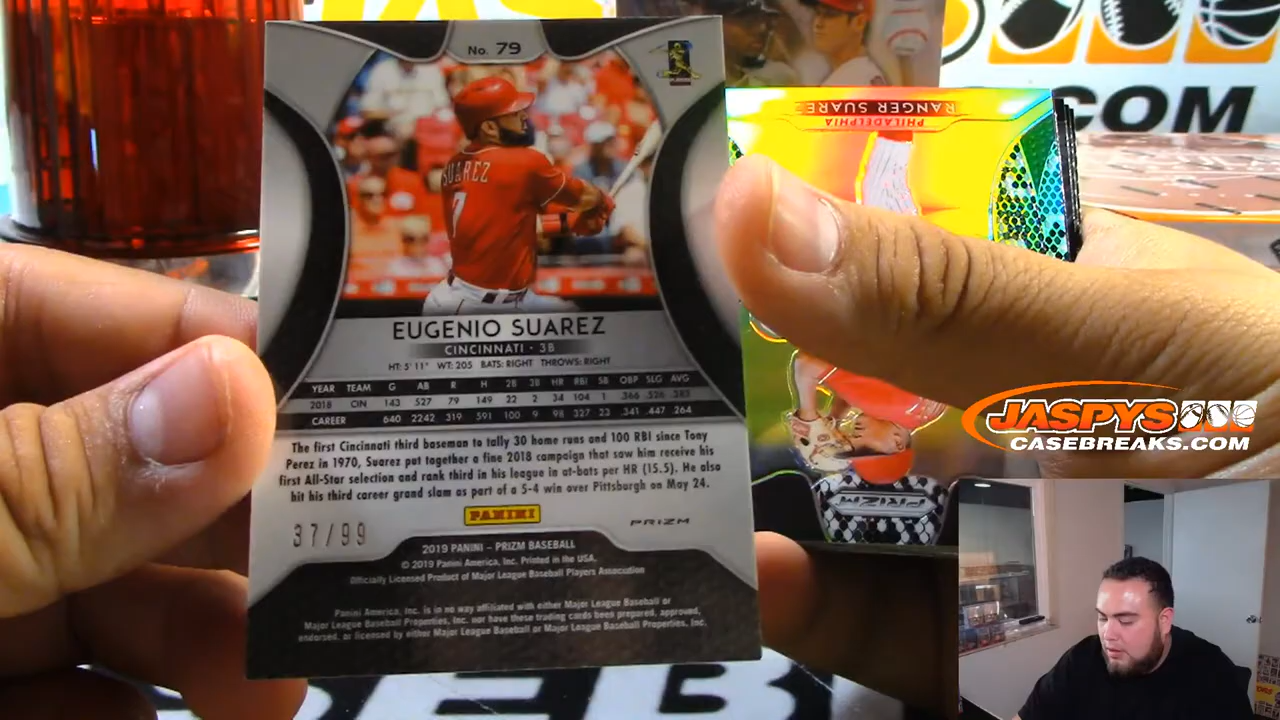 No. 79
SUAREZ
7
EUGENIO SUAREZ
CINCINNATI • 3B
HT: 5' 11" WT: 205 BATS: RIGHT THROWS: RIGHT
YEAR TEAM G AB R H 2B 3B HR RBI SB OBP SLG AVG
2018 CIN 143 527 79 149 22 2 34 104 1 .366 .526
CAREER 640 2242 319 591 100 9 98 327 23 .341 .447 .264
The first Cincinnati third baseman to tally 30 home runs and 100 RBI since Tony
Perez in 1970, Suarez put together a fine 2018 campaign that saw him receive his
first All-Star selection and rank third in his league in at-bats per HR (15.5). He also
hit his third career grand slam as part of a 5-4 win over Pittsburgh on May 24.
PANINI
PRIZM
37/99
2019 PANINI – PRIZM BASEBALL
© 2019 Panini America, Inc. Printed in the USA.
Officially Licensed Product of Major League Baseball Players Association
Panini America, Inc. is in no way affiliated with either Major League Baseball or
Major League Baseball Properties, Inc. nor have these trading cards been prepared, approved,
endorsed, or licensed by either Major League Baseball or Major League Baseball Properties, Inc.
RANGER SUAREZ
PHILADELPHIA
PRIZM
COM
JASPYS
CASEBREAKS.COM